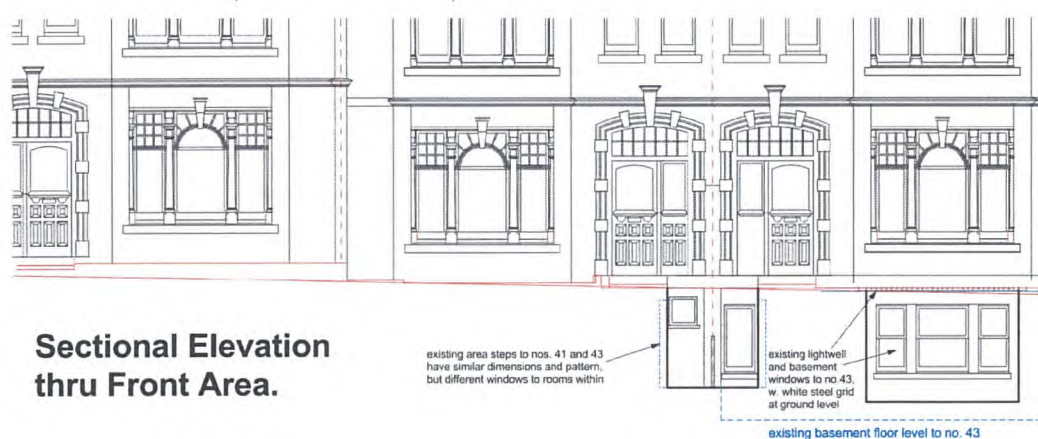 Sectional Elevation
thru Front Area.
existing area steps to nos. 41 and 43
have similar dimensions and pattern,
but different windows to rooms within
existing lightwell
and basement
windows to no 43,
w. white steel grid
at ground level
existing basement floor level to no. 43